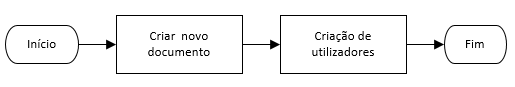 Início
Criar novo
documento
Criação de
utilizadores
Fim